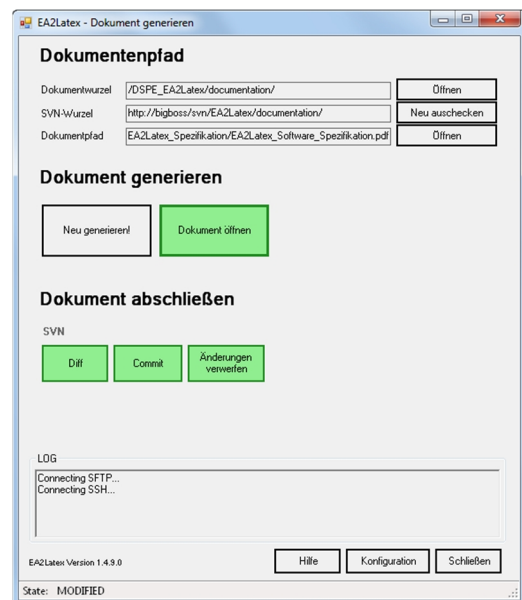 EA2Latex - Dokument generieren
Dokumentenpfad
Dokumentwurzel /DSPE_EA2Latex/documentation/ Öffnen
SVN-Wurzel http://bigboss/svn/EA2Latex/documentation/ Neu auschecken
Dokumentpfad EA2Latex_Spezifikation/EA2Latex_Software_Spezifikation.pdf Öffnen
Dokument generieren
Neu generieren! Dokument öffnen
Dokument abschließen
SVN
Diff Commit Änderungen
verwerfen
LOG
Connecting SFTP...
Connecting SSH...
EA2Latex Version 1.4.9.0 Hilfe Konfiguration Schließen
State: MODIFIED